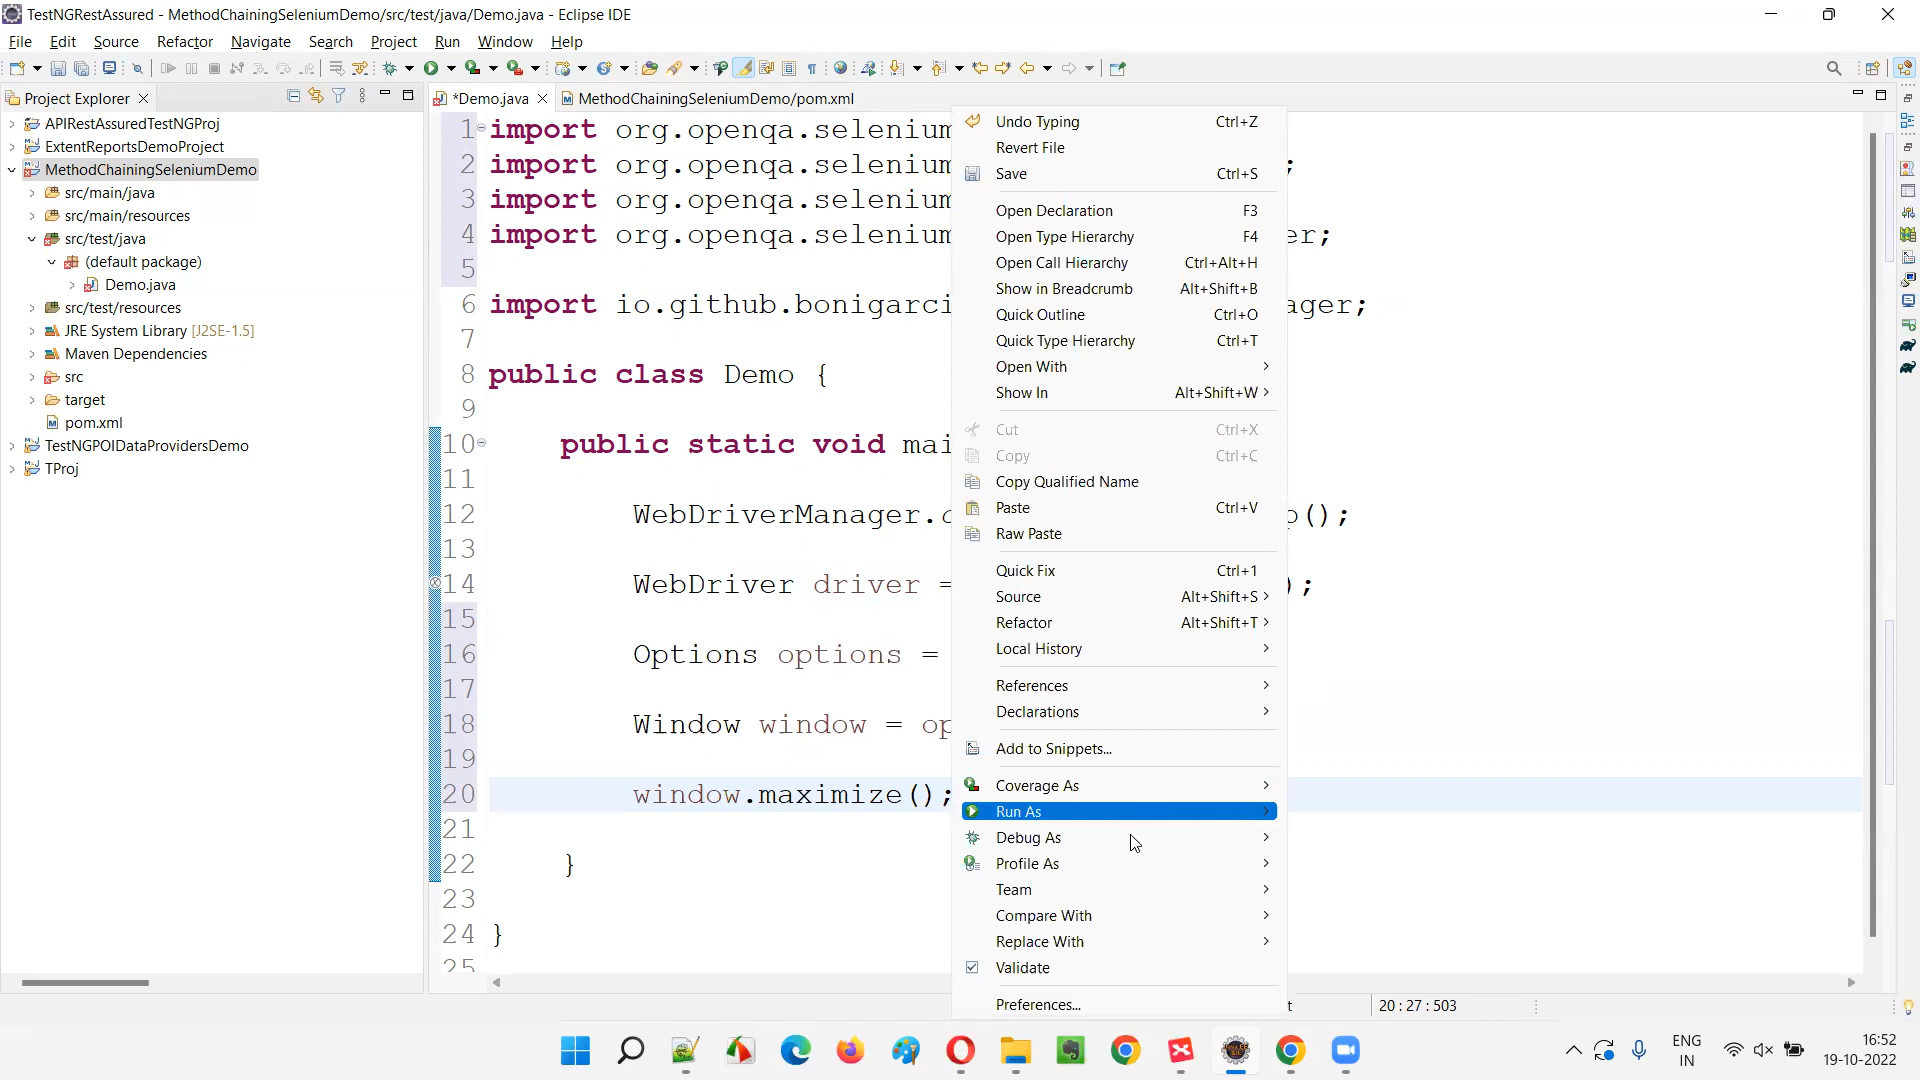 TestNGRestAssured - MethodChainingSeleniumDemo/src/test/java/Demo.java - Eclipse IDE
File Edit Source Refactor Navigate Search Project Run Window Help
Project Explorer
*Demo.java
MethodChainingSeleniumDemo/pom.xml
APIRestAssuredTestNGProj
ExtentReportsDemoProject
MethodChainingSeleniumDemo
src/main/java
src/main/resources
src/test/java
(default package)
Demo.java
src/test/resources
JRE System Library [J2SE-1.5]
Maven Dependencies
src
target
pom.xml
TestNGPOIDataProvidersDemo
TProj
1 import org.openqa.selenium
2 import org.openqa.selenium ;
3 import org.openqa.selenium
4 import org.openqa.selenium er;
5
6 import io.github.bonigarci ager;
7
8 public class Demo {
9
10 public static void mai
11
12 WebDriverManager. ();
13
14 WebDriver driver = );
15
16 Options options =
17
18 Window window = op
19
20 window.maximize();
21
22 }
23
24 }
25
Undo Typing Ctrl+Z
Revert File
Save Ctrl+S
Open Declaration F3
Open Type Hierarchy F4
Open Call Hierarchy Ctrl+Alt+H
Show in Breadcrumb Alt+Shift+B
Quick Outline Ctrl+O
Quick Type Hierarchy Ctrl+T
Open With
Show In Alt+Shift+W
Cut Ctrl+X
Copy Ctrl+C
Copy Qualified Name
Paste Ctrl+V
Raw Paste
Quick Fix Ctrl+1
Source Alt+Shift+S
Refactor Alt+Shift+T
Local History
References
Declarations
Add to Snippets...
Coverage As
Run As
Debug As
Profile As
Team
Compare With
Replace With
Validate
Preferences...
20 : 27 : 503
ENG
IN
16:52
19-10-2022